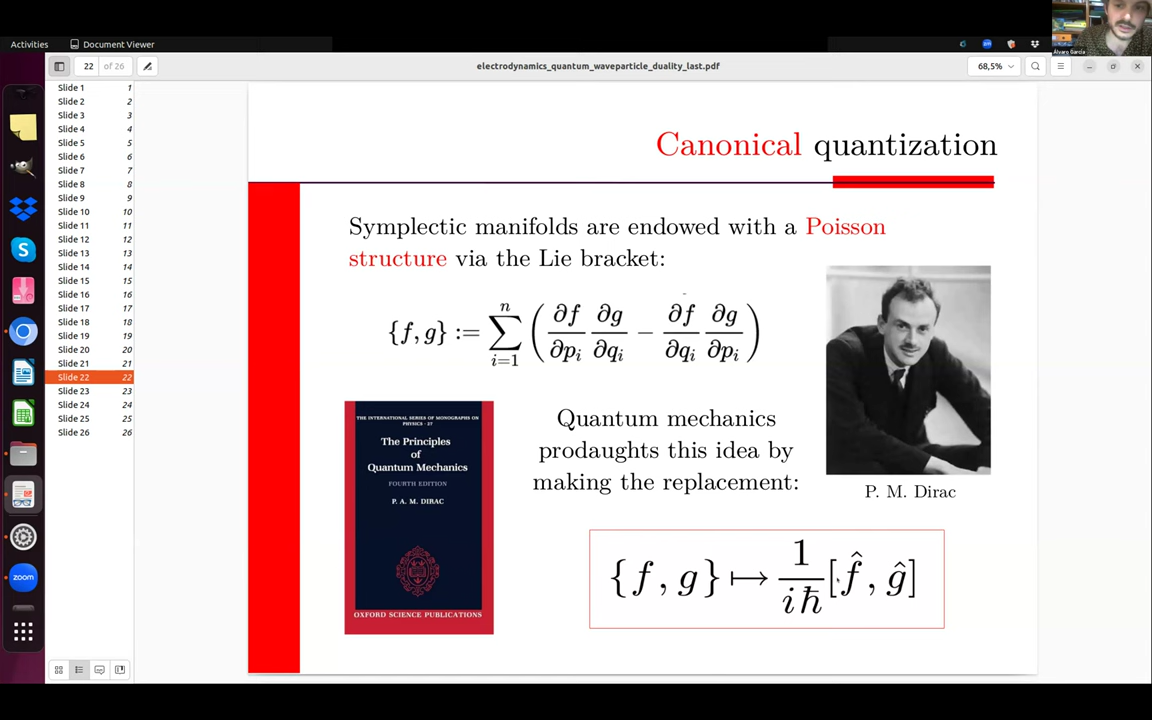 Álvaro García
Activities Document Viewer
22 of 26 electrodynamics_quantum_waveparticle_duality_last.pdf 68,5%
Slide 1 1
Slide 2 2
Slide 3 3
Slide 4 4
Slide 5 5
Slide 6 6
Slide 7 7
Slide 8 8
Slide 9 9
Slide 10 10
Slide 11 11
Slide 12 12
Slide 13 13
Slide 14 14
Slide 15 15
Slide 16 16
Slide 17 17
Slide 18 18
Slide 19 19
Slide 20 20
Slide 21 21
Slide 22 22
Slide 23 23
Slide 24 24
Slide 25 25
Slide 26 26
zoom
Canonical quantization
Symplectic manifolds are endowed with a Poisson
structure via the Lie bracket:
{f, g} := ∑_{i=1}^{n} (∂f/∂p_i ∂g/∂q_i − ∂f/∂q_i ∂g/∂p_i)
THE INTERNATIONAL SERIES OF MONOGRAPHS ON
PHYSICS · 27
The Principles
of
Quantum Mechanics
FOURTH EDITION
P. A. M. DIRAC
OXFORD SCIENCE PUBLICATIONS
Quantum mechanics
prodaughts this idea by
making the replacement:
P. M. Dirac
{f, g} ↦ 1/iħ [f̂, ĝ]